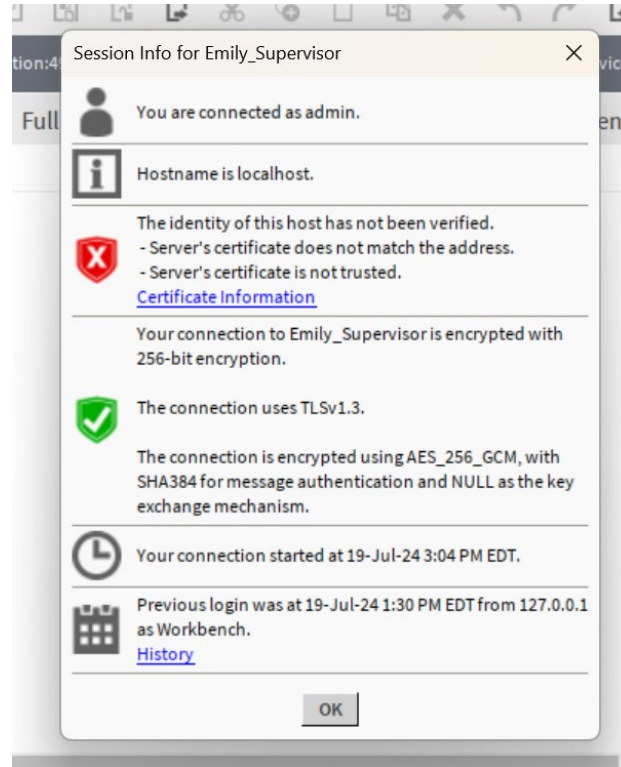 tion:4
Session Info for Emily_Supervisor
vic
Full
en
You are connected as admin.
Hostname is localhost.
The identity of this host has not been verified.
- Server's certificate does not match the address.
- Server's certificate is not trusted.
Certificate Information
Your connection to Emily_Supervisor is encrypted with
256-bit encryption.
The connection uses TLSv1.3.
The connection is encrypted using AES_256_GCM, with
SHA384 for message authentication and NULL as the key
exchange mechanism.
Your connection started at 19-Jul-24 3:04 PM EDT.
Previous login was at 19-Jul-24 1:30 PM EDT from 127.0.0.1
as Workbench.
History
OK